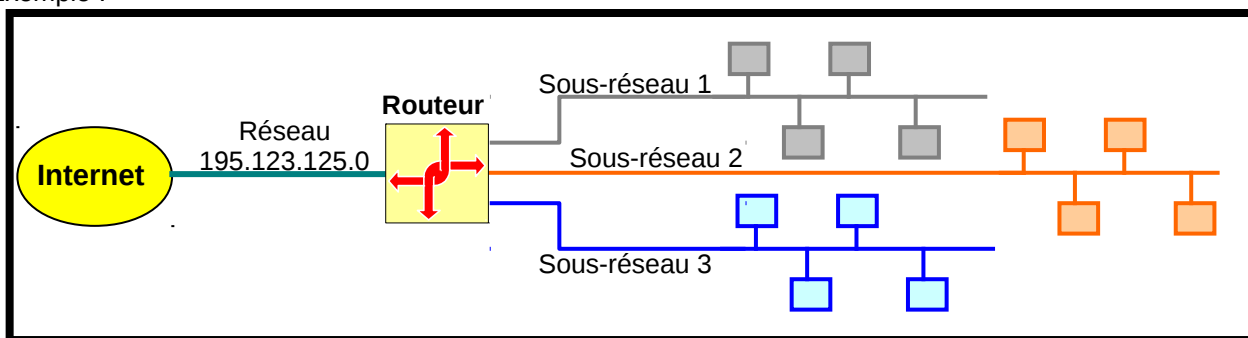 Sous-réseau 1
Routeur
Réseau
195.123.125.0
Internet
Sous-réseau 2
Sous-réseau 3